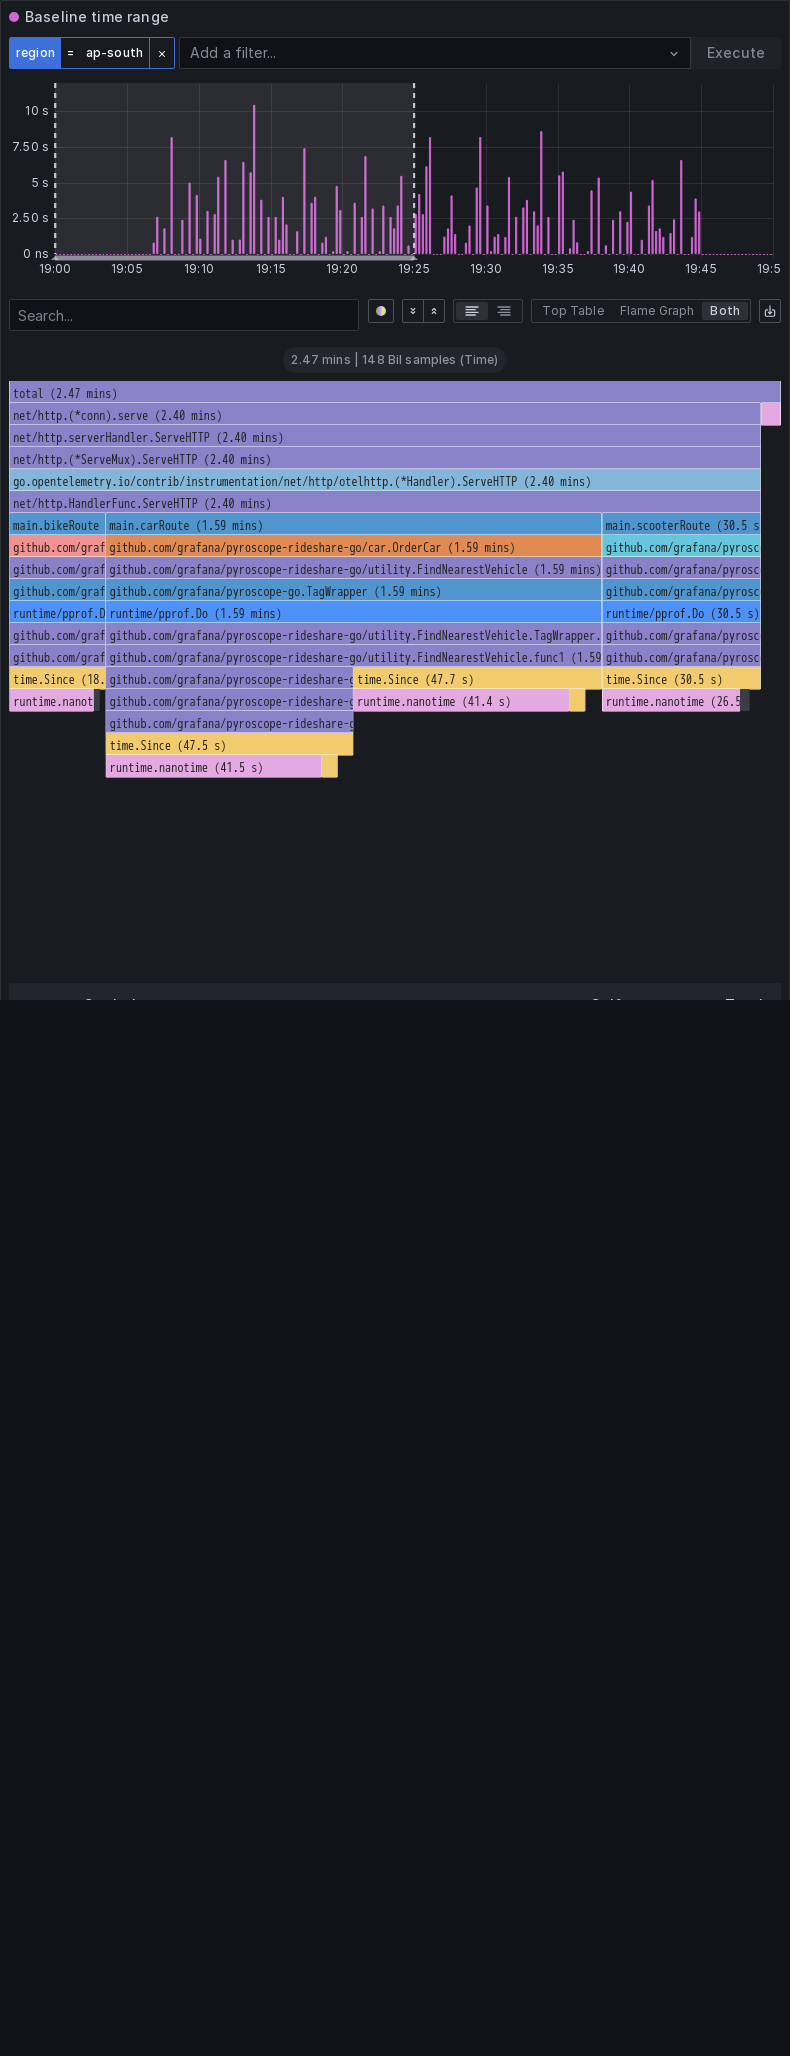 Baseline time range
region = ap-south × Add a filter... Execute
10 s
7.50 s
5 s
2.50 s
0 ns
19:00 19:05 19:10 19:15 19:20 19:25 19:30 19:35 19:40 19:45 19:5
Search... Top Table Flame Graph Both
2.47 mins | 148 Bil samples (Time)
total (2.47 mins)
net/http.(*conn).serve (2.40 mins)
net/http.serverHandler.ServeHTTP (2.40 mins)
net/http.(*ServeMux).ServeHTTP (2.40 mins)
go.opentelemetry.io/contrib/instrumentation/net/http/otelhttp.(*Handler).ServeHTTP (2.40 mins)
net/http.HandlerFunc.ServeHTTP (2.40 mins)
main.bikeRoute main.carRoute (1.59 mins) main.scooterRoute (30.5 s
github.com/graf github.com/grafana/pyroscope-rideshare-go/car.OrderCar (1.59 mins) github.com/grafana/pyrosc
github.com/graf github.com/grafana/pyroscope-rideshare-go/utility.FindNearestVehicle (1.59 mins) github.com/grafana/pyrosc
github.com/graf github.com/grafana/pyroscope-go.TagWrapper (1.59 mins) github.com/grafana/pyrosc
runtime/pprof.D runtime/pprof.Do (1.59 mins) runtime/pprof.Do (30.5 s)
github.com/graf github.com/grafana/pyroscope-rideshare-go/utility.FindNearestVehicle.TagWrapper. github.com/grafana/pyrosc
github.com/graf github.com/grafana/pyroscope-rideshare-go/utility.FindNearestVehicle.func1 (1.59 github.com/grafana/pyrosc
time.Since (18. github.com/grafana/pyroscope-rideshare-g time.Since (47.7 s) time.Since (30.5 s)
runtime.nanot github.com/grafana/pyroscope-rideshare-g runtime.nanotime (41.4 s) runtime.nanotime (26.5
github.com/grafana/pyroscope-rideshare-g
time.Since (47.5 s)
runtime.nanotime (41.5 s)